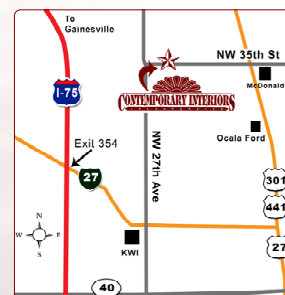 To
Gainesville
NW 35th St
McDonald
I-75
CONTEMPORARY INTERIORS
Ocala Ford
Exit 354
NW 27th Ave
27
301
441
N
W E
S
KWI
27
40